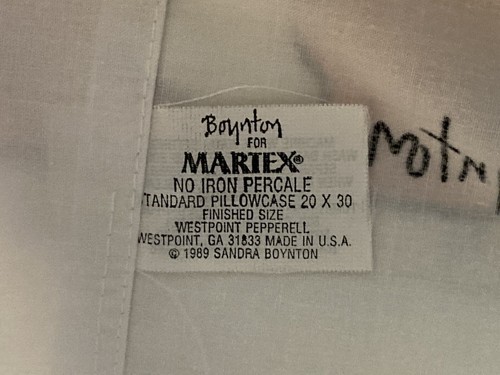 Boynton
FOR
MARTEX®
NO IRON PERCALE
TANDARD PILLOWCASE 20 X 30
FINISHED SIZE
WESTPOINT PEPPERELL
WESTPOINT, GA 31833 MADE IN U.S.A.
© 1989 SANDRA BOYNTON